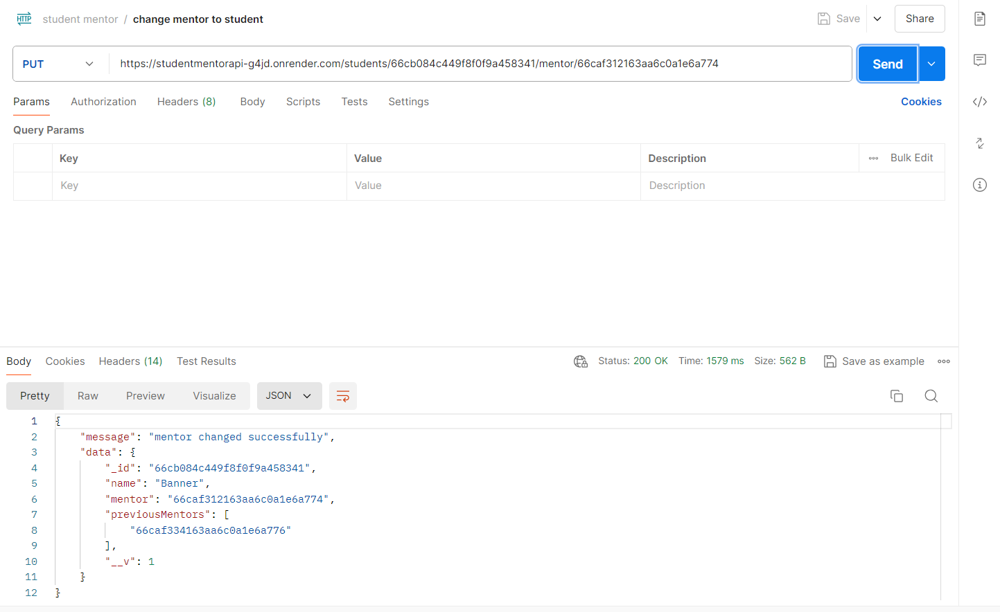 HTTP student mentor / change mentor to student
Save
Share
PUT
https://studentmentorapi-g4jd.onrender.com/students/66cb084c449f8f0f9a458341/mentor/66caf312163aa6c0a1e6a774
Send
Params Authorization Headers (8) Body Scripts Tests Settings Cookies
Query Params
Key Value Description Bulk Edit
Key Value Description
Body Cookies Headers (14) Test Results Status: 200 OK Time: 1579 ms Size: 562 B Save as example
Pretty Raw Preview Visualize JSON
1 {
2 "message": "mentor changed successfully",
3 "data": {
4 "_id": "66cb084c449f8f0f9a458341",
5 "name": "Banner",
6 "mentor": "66caf312163aa6c0a1e6a774",
7 "previousMentors": [
8 "66caf334163aa6c0a1e6a776"
9 ],
10 "__v": 1
11 }
12 }